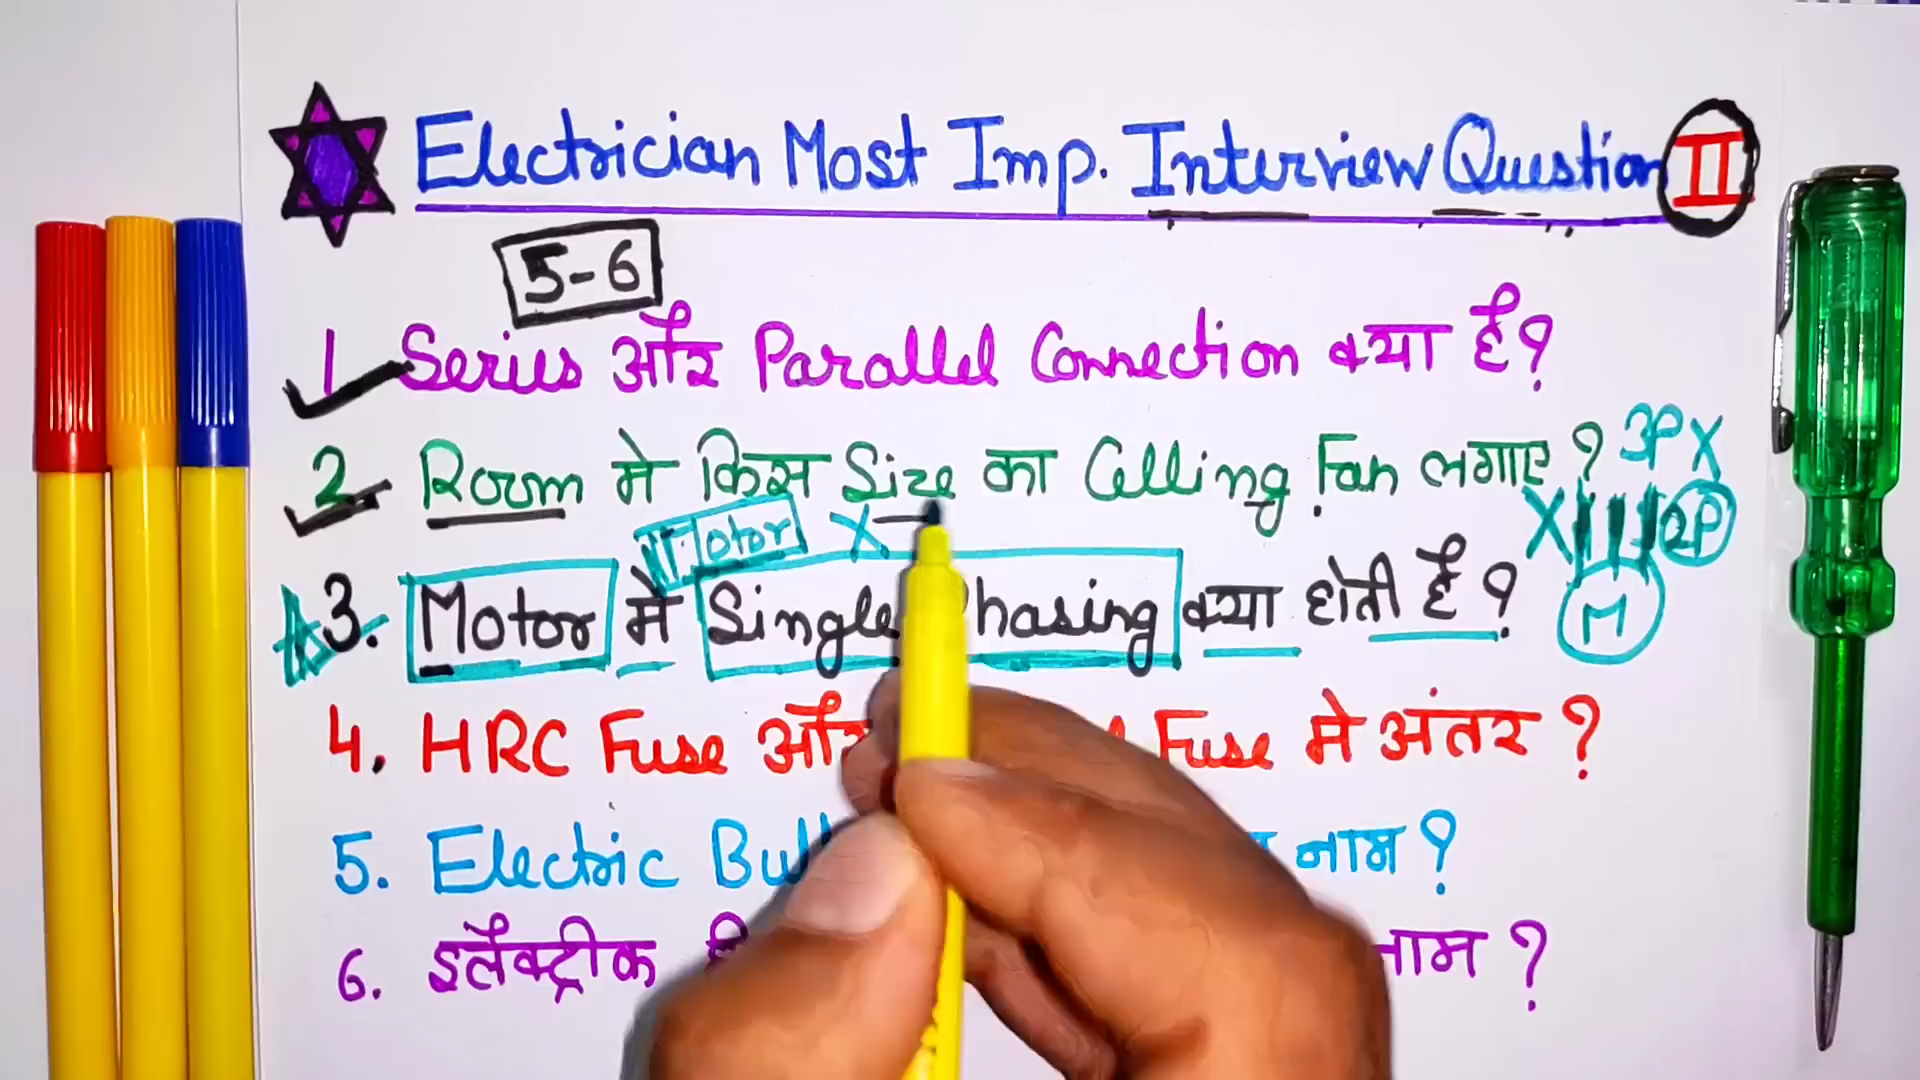 Electrician Most Imp. Interview Question II
5-6
1 Series और Parallel Connection क्या है?
2. Room मे किस Size का Celling Fan लगाए?
3PX
Motor X
X 2P
3. Motor मे Single hasing क्या होती है?
M
4. HRC Fuse और Fuse मे अंतर?
5. Electric नाम?
6. इलैक्ट्रीक नाम?